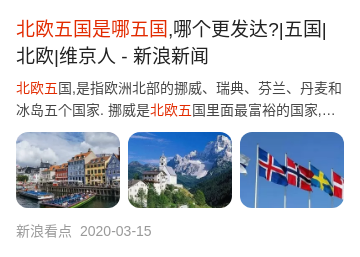 北欧五国是哪五国,哪个更发达?|五国|
北欧|维京人 - 新浪新闻
北欧五国,是指欧洲北部的挪威、瑞典、芬兰、丹麦和
冰岛五个国家. 挪威是北欧五国里面最富裕的国家,...
新浪看点 2020-03-15